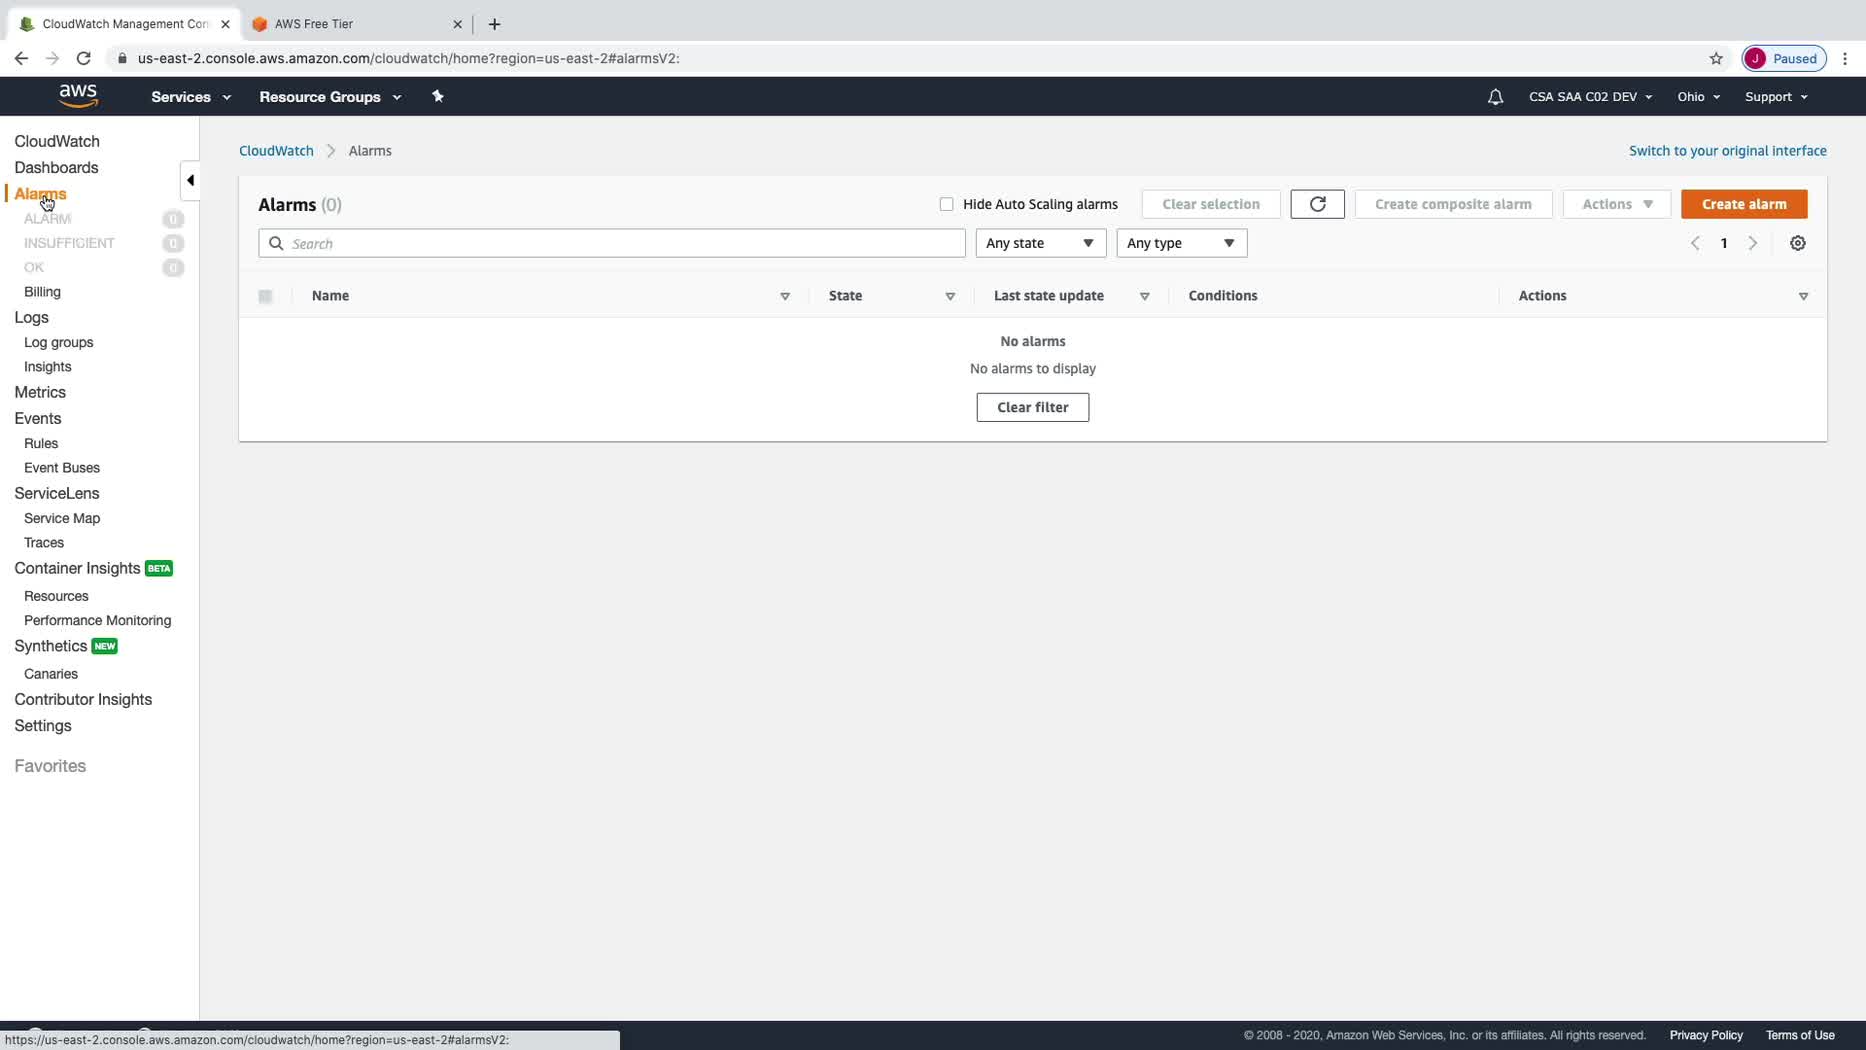 CloudWatch Management Con
AWS Free Tier
us-east-2.console.aws.amazon.com/cloudwatch/home?region=us-east-2#alarmsV2:
J Paused
aws
Services
Resource Groups
CSA SAA C02 DEV
Ohio
Support
CloudWatch
Dashboards
Alarms
ALARM 0
INSUFFICIENT 0
OK 0
Billing
Logs
Log groups
Insights
Metrics
Events
Rules
Event Buses
ServiceLens
Service Map
Traces
Container Insights BETA
Resources
Performance Monitoring
Synthetics NEW
Canaries
Contributor Insights
Settings
Favorites
CloudWatch Alarms
Switch to your original interface
Alarms (0)
Hide Auto Scaling alarms
Clear selection
Create composite alarm
Actions
Create alarm
Search
Any state
Any type
1
Name State Last state update Conditions Actions
No alarms
No alarms to display
Clear filter
https://us-east-2.console.aws.amazon.com/cloudwatch/home?region=us-east-2#alarmsV2:
© 2008 - 2020, Amazon Web Services, Inc. or its affiliates. All rights reserved.
Privacy Policy
Terms of Use